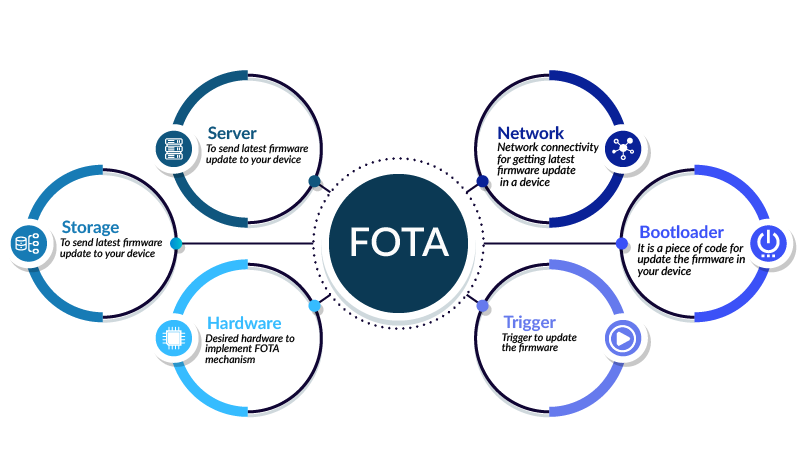 Server
To send latest firmware
update to your device
Network
Network connectivity
for getting latest
firmware update
in a device
Storage
To send latest firmware
update to your device
FOTA
Bootloader
It is a piece of code for
update the firmware in
your device
Hardware
Desired hardware to
implement FOTA
mechanism
Trigger
Trigger to update
the firmware